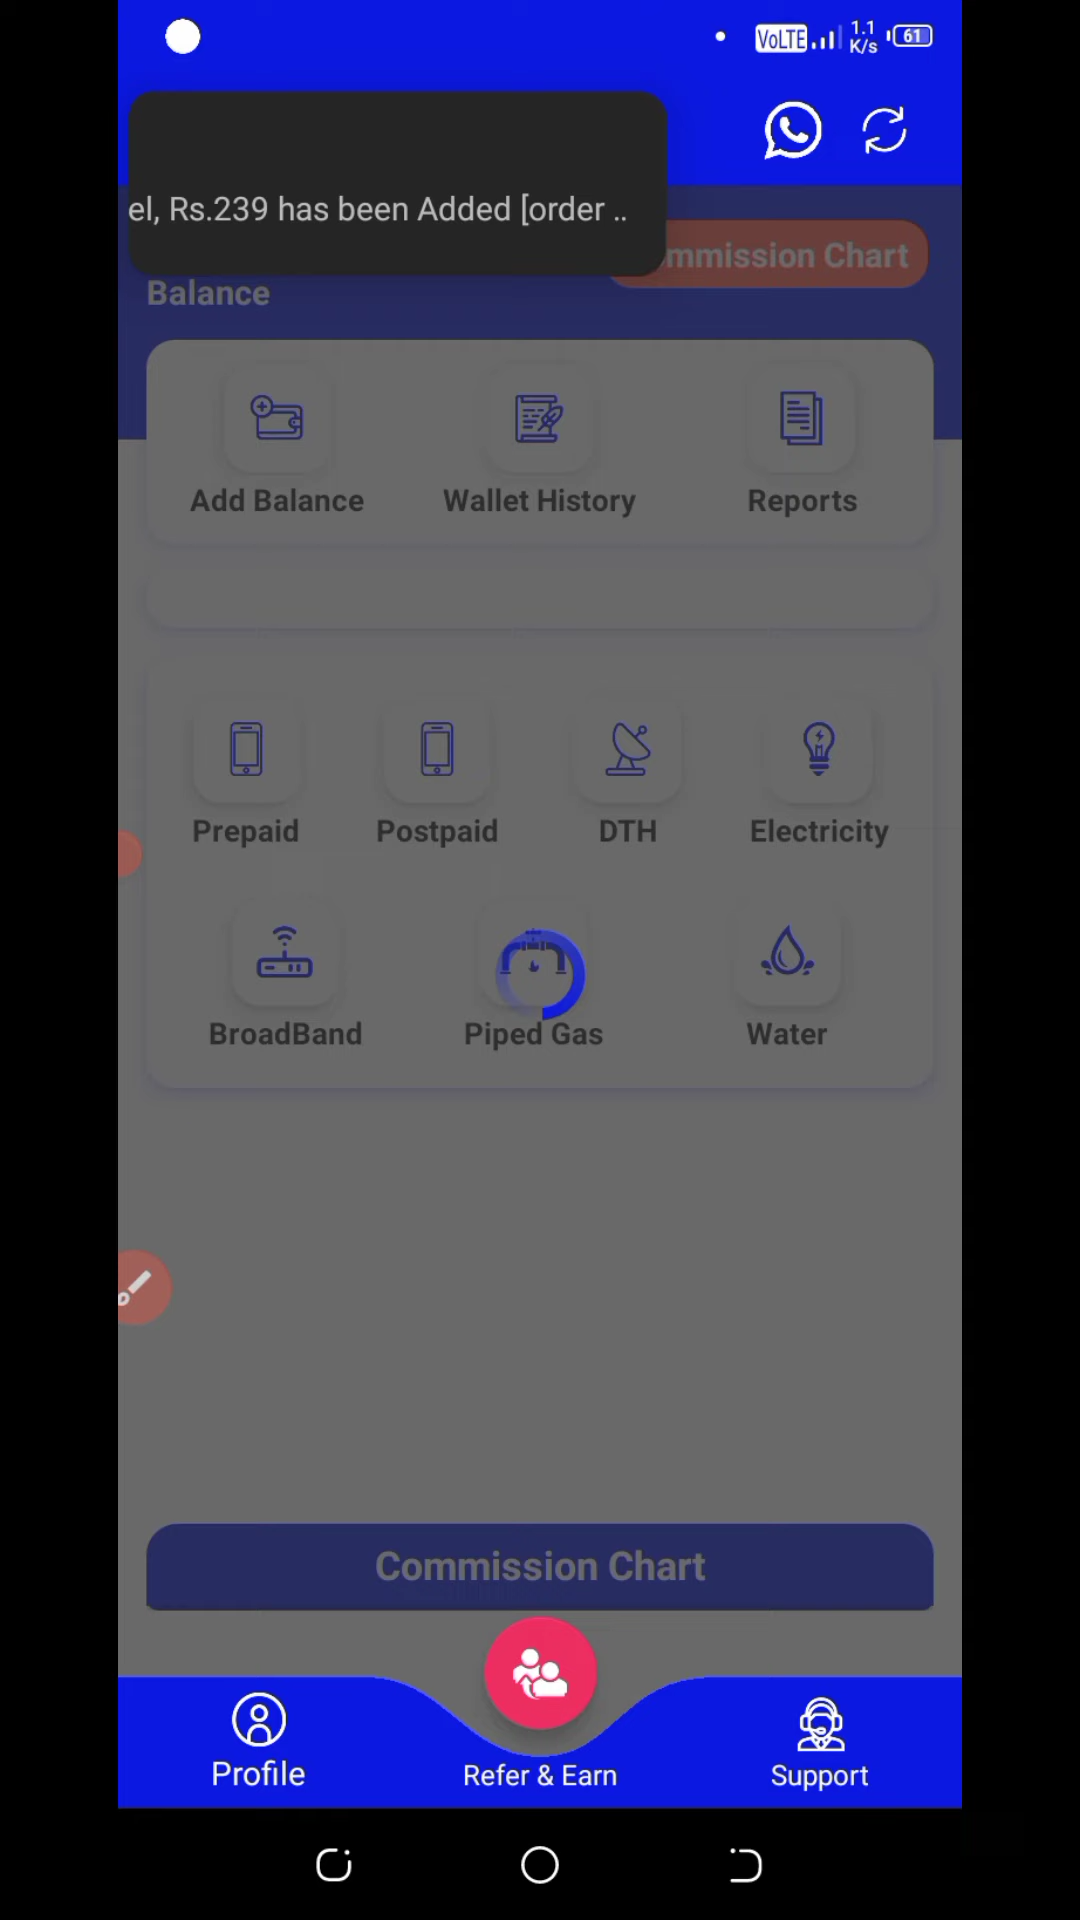 VoLTE 1.1 K/s 61
el, Rs.239 has been Added [order ..
mmission Chart
Balance
Add Balance Wallet History Reports
Prepaid Postpaid DTH Electricity
BroadBand Piped Gas Water
Commission Chart
Profile Refer & Earn Support